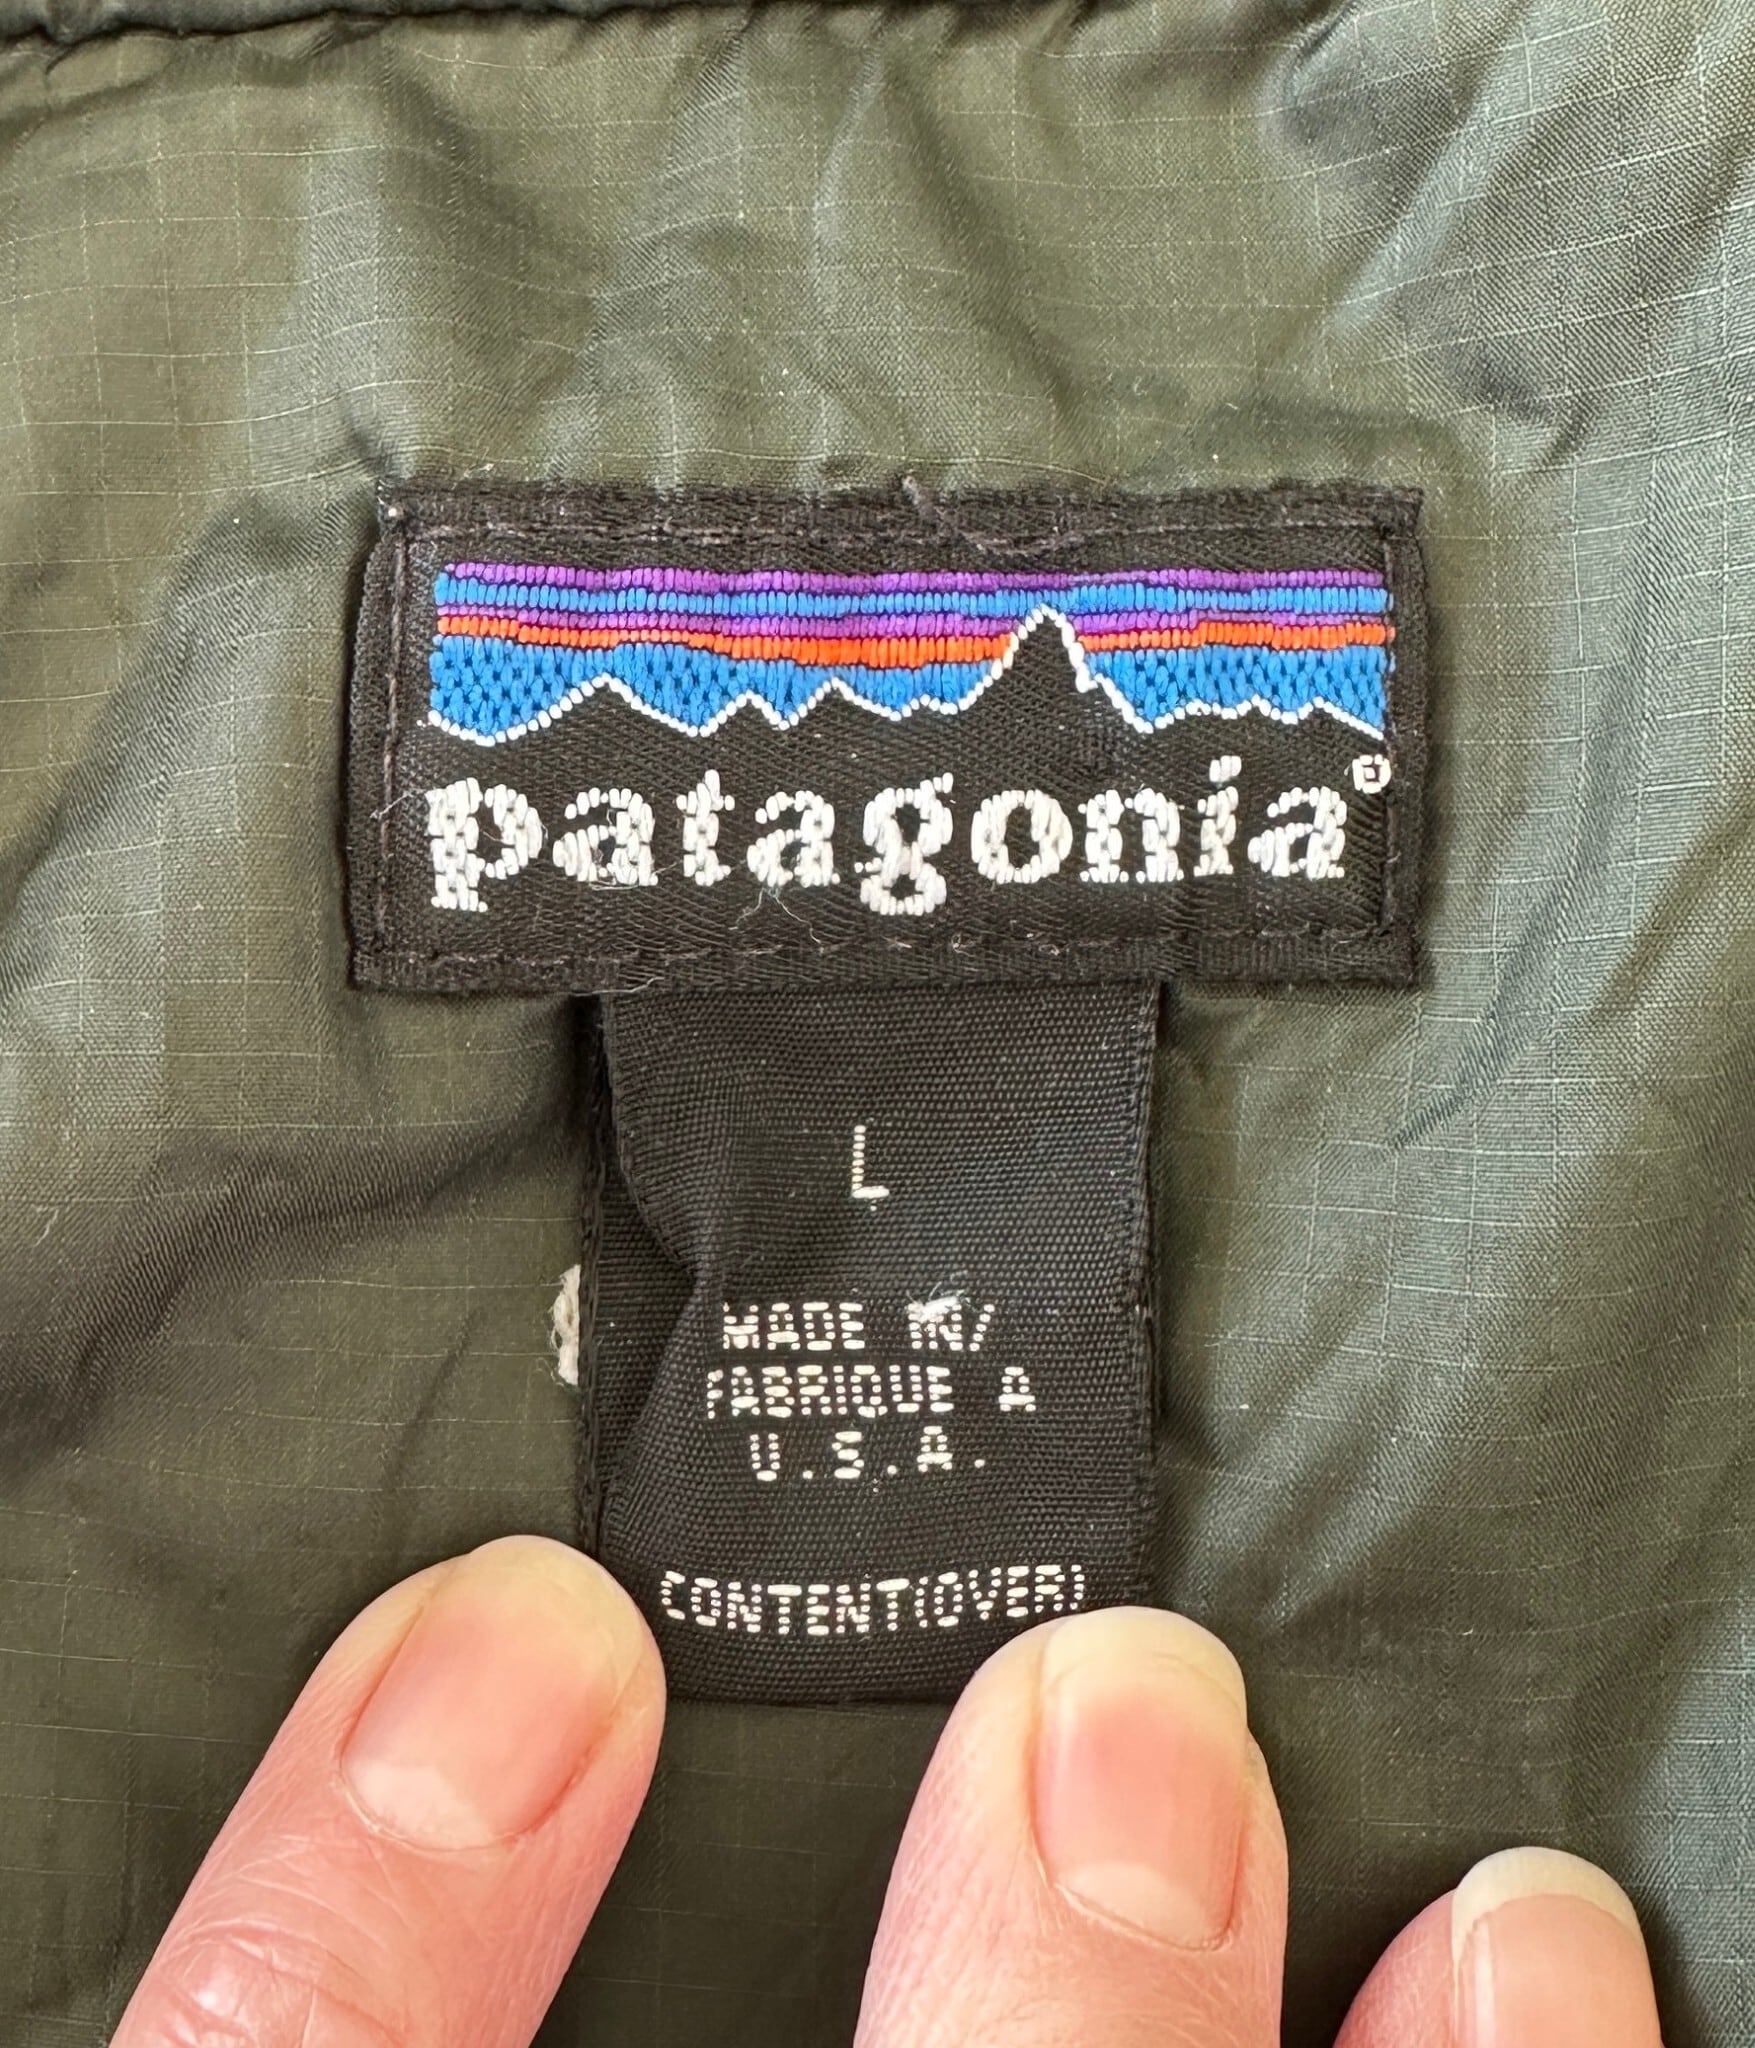 patagonia®
L
MADE IN/
FABRIQUE A
U.S.A.
CONTENT(OVER)